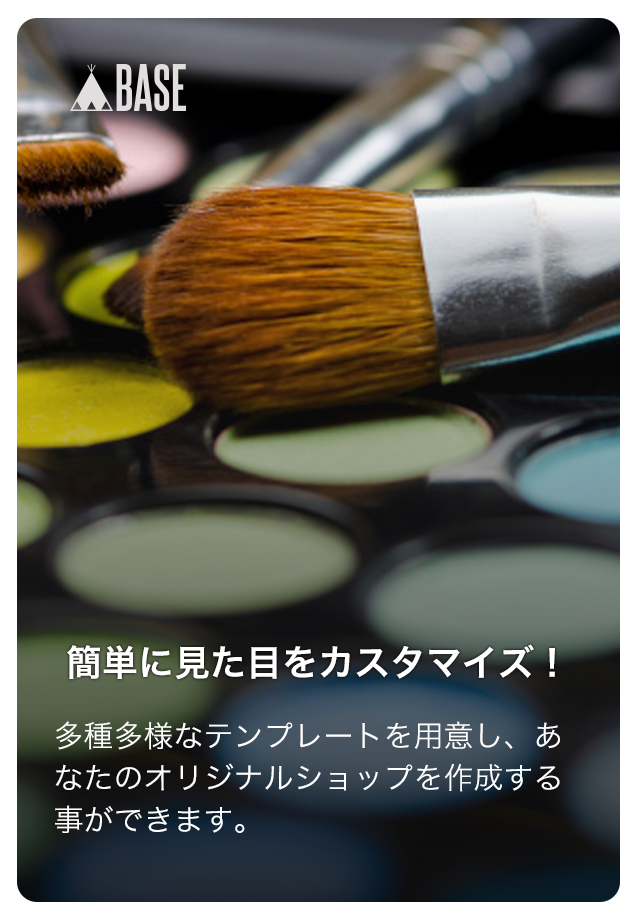 BASE
簡単に見た目をカスタマイズ！
多種多様なテンプレートを用意し、あ
なたのオリジナルショップを作成する
事ができます。